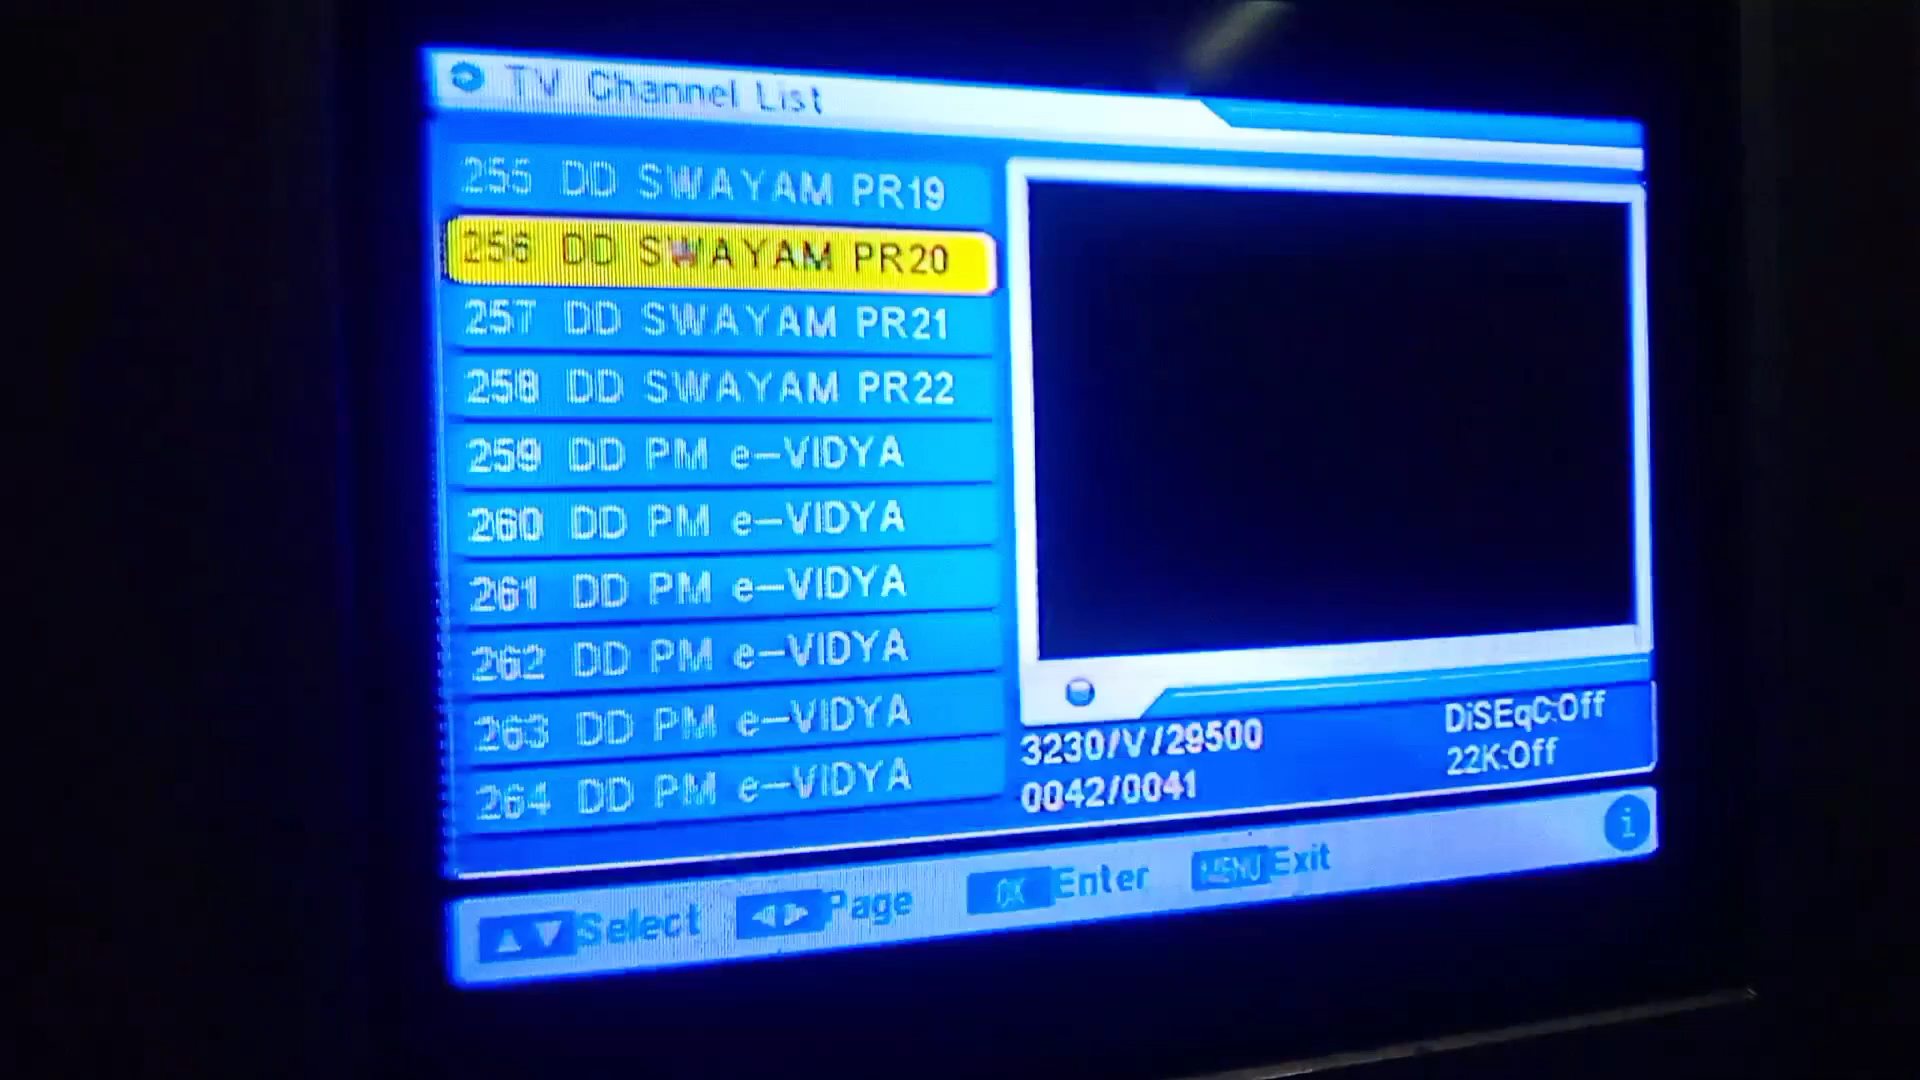 TV Channel List
255 DD SWAYAM PR19
256 DD SWAYAM PR20
257 DD SWAYAM PR21
258 DD SWAYAM PR22
259 DD PM e-VIDYA
260 DD PM e-VIDYA
261 DD PM e-VIDYA
262 DD PM e-VIDYA
263 DD PM e-VIDYA
264 DD PM e-VIDYA
3230/V/29500
DiSEqC:Off
0042/0041
22K:Off
Select Page OK Enter MENU Exit i